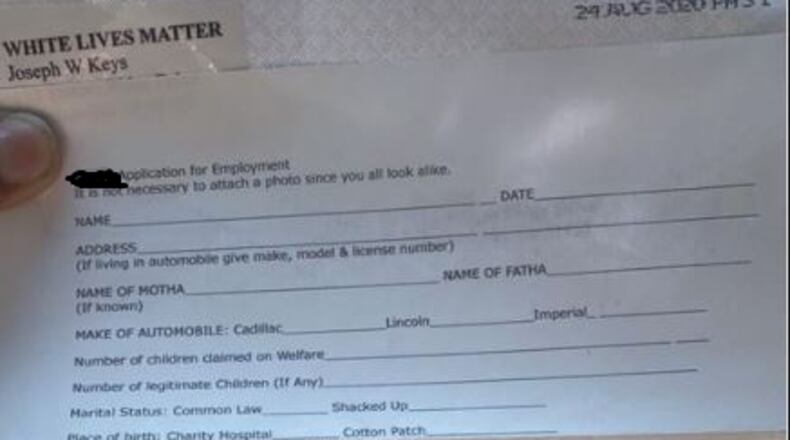 24 AUG 2020 PM 5 L
WHITE LIVES MATTER
Joseph W Keys
Application for Employment
It is not necessary to attach a photo since you all look alike.
NAME DATE
ADDRESS
(If living in automobile give make, model & license number)
NAME OF MOTHA NAME OF FATHA
(If known)
MAKE OF AUTOMOBILE: Cadillac Lincoln Imperial
Number of children claimed on Welfare
Number of legitimate Children (If Any)
Marital Status: Common Law Shacked Up
Place of birth: Charity Hospital Cotton Patch